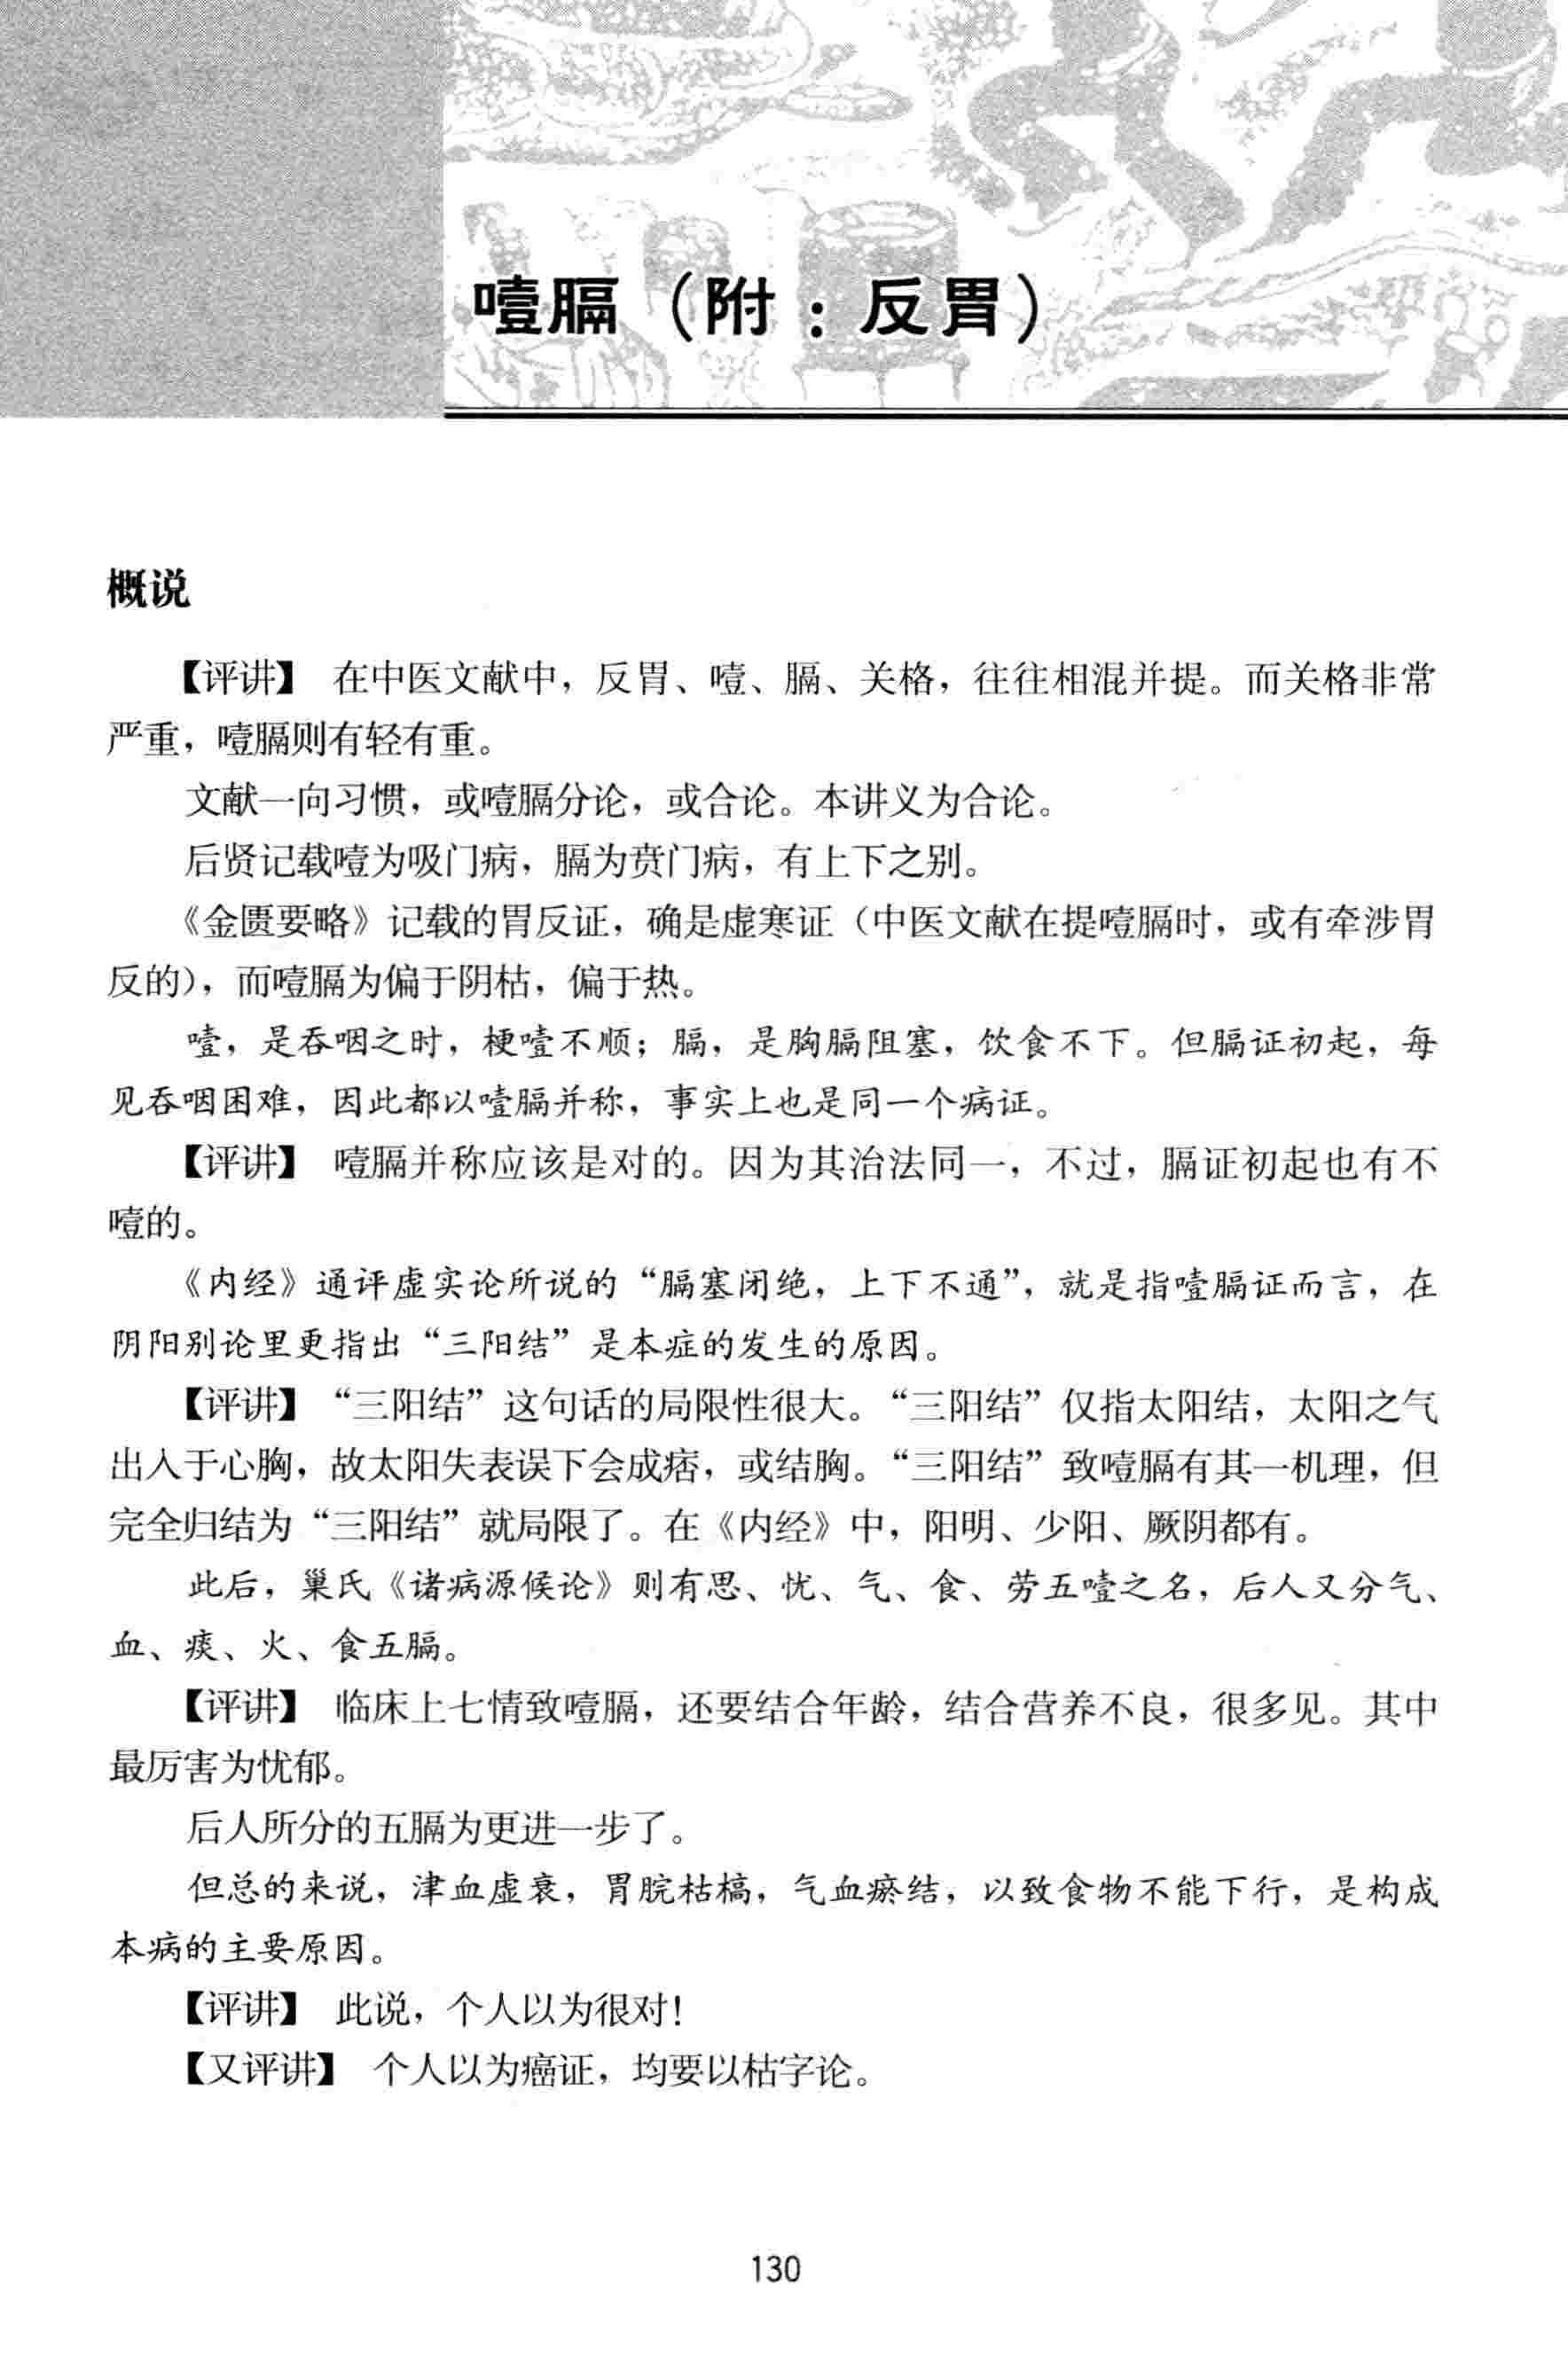 噎膈（附：反胃）
概说
【评讲】 在中医文献中，反胃、噎、膈、关格，往往相混并提。而关格非常
严重，噎膈则有轻有重。
文献一向习惯，或噎膈分论，或合论。本讲义为合论。
后贤记载噎为吸门病，膈为贲门病，有上下之别。
《金匮要略》记载的胃反证，确是虚寒证（中医文献在提噎膈时，或有牵涉胃
反的），而噎膈为偏于阴枯，偏于热。
噎，是吞咽之时，梗噎不顺；膈，是胸膈阻塞，饮食不下。但膈证初起，每
见吞咽困难，因此都以噎膈并称，事实上也是同一个病证。
【评讲】 噎膈并称应该是对的。因为其治法同一，不过，膈证初起也有不
噎的。
《内经》通评虚实论所说的“膈塞闭绝，上下不通”，就是指噎膈证而言，在
阴阳别论里更指出“三阳结”是本症的发生的原因。
【评讲】 “三阳结”这句话的局限性很大。“三阳结”仅指太阳结，太阳之气
出入于心胸，故太阳失表误下会成痞，或结胸。“三阳结”致噎膈有其一机理，但
完全归结为“三阳结”就局限了。在《内经》中，阳明、少阳、厥阴都有。
此后，巢氏《诸病源候论》则有思、忧、气、食、劳五噎之名，后人又分气、
血、痰、火、食五膈。
【评讲】 临床上七情致噎膈，还要结合年龄，结合营养不良，很多见。其中
最厉害为忧郁。
后人所分的五膈为更进一步了。
但总的来说，津血虚衰，胃脘枯槁，气血瘀结，以致食物不能下行，是构成
本病的主要原因。
【评讲】 此说，个人以为很对！
【又评讲】 个人以为癌证，均要以枯字论。
130